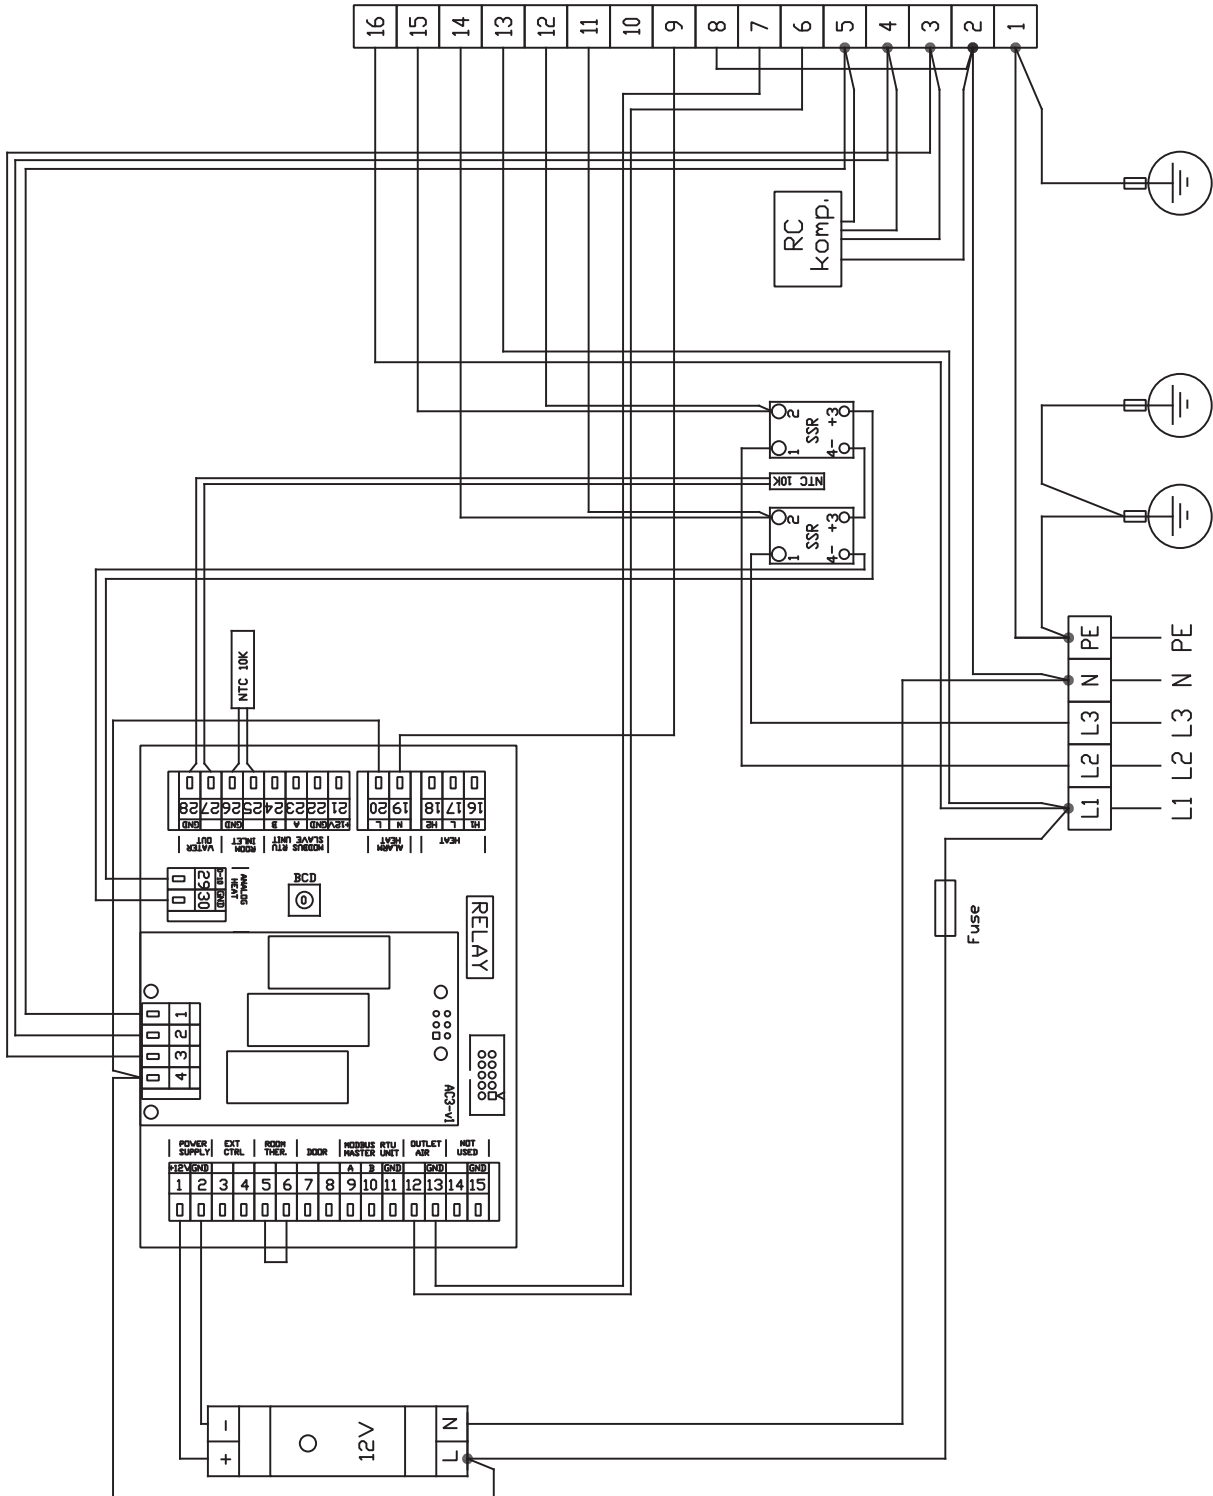 16 15 14 13 12 11 10 9 8 7 6 5 4 3 2 1
RC
komp.
2 +3
SSR
1 4-
NTC 10K
2 +3
SSR
1 4-
NTC 10K
PE PE
N N
L3 L3
L2 L2
L1 L1
28 27 26 25 24 23 22 21 20 19 18 17 16
GND GND B A GND +12V L N H2 L H1
VATER
OUT
ROOM
INLET
MODBUS RTU
SLAVE UNIT
ALARM
HEAT
HEAT
29 0-10
30 GND
ANALOG
HEAT
BCD
RELAY
Fuse
1
2
3
4
AC3-v1
POWER
SUPPLY
EXT
CTRL
ROOM
THER.
DOOR
MODBUS RTU
MASTER UNIT
OUTLET
AIR
NOT
USED
+12V GND A B GND GND GND
1 2 3 4 5 6 7 8 9 10 11 12 13 14 15
- N
12V
+ L